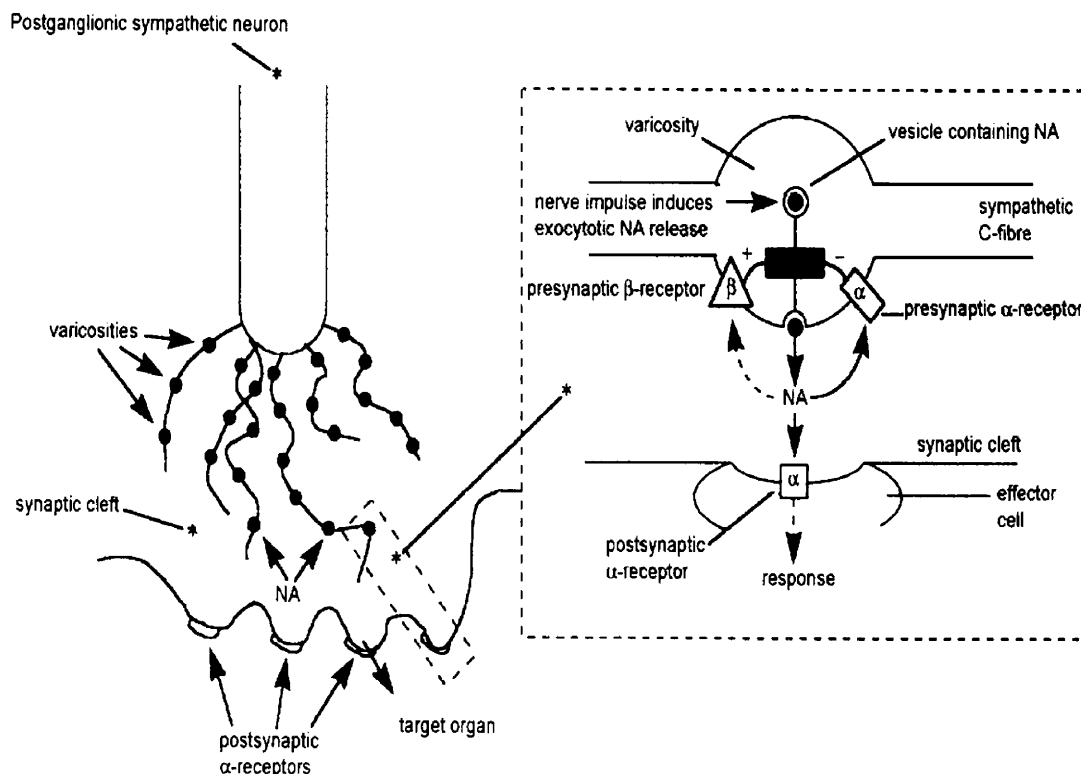 Postganglionic sympathetic neuron
*
varicosity
vesicle containing NA
nerve impulse induces
exocytotic NA release
sympathetic
C-fibre
+
−
presynaptic β-receptor
β
α
presynaptic α-receptor
varicosities
NA
*
synaptic cleft
α
effector
cell
postsynaptic
α-receptor
response
synaptic cleft
*
*
NA
target organ
postsynaptic
α-receptors